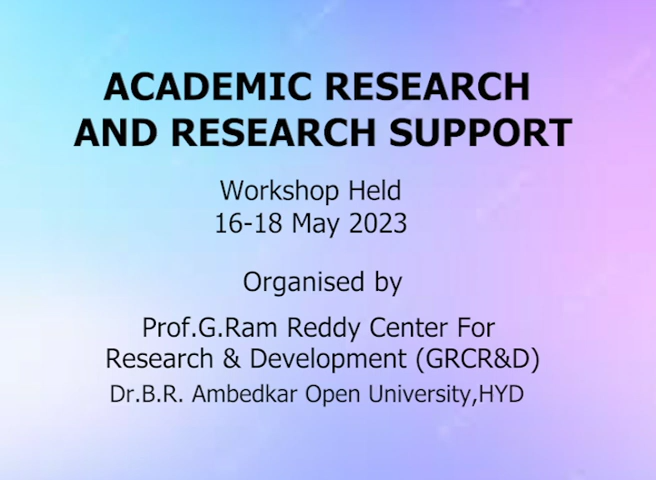 ACADEMIC RESEARCH
AND RESEARCH SUPPORT
Workshop Held
16-18 May 2023
Organised by
Prof.G.Ram Reddy Center For
Research & Development (GRCR&D)
Dr.B.R. Ambedkar Open University,HYD